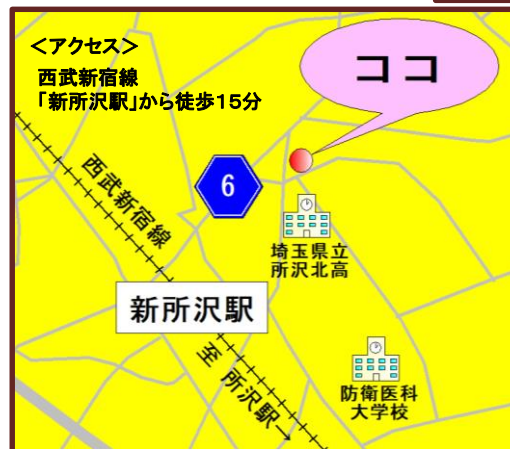 ＜アクセス＞
西武新宿線
「新所沢駅」から徒歩15分
ココ
西武新宿線
6
埼玉県立
所沢北高
新所沢駅
至 所沢駅→
防衛医科
大学校